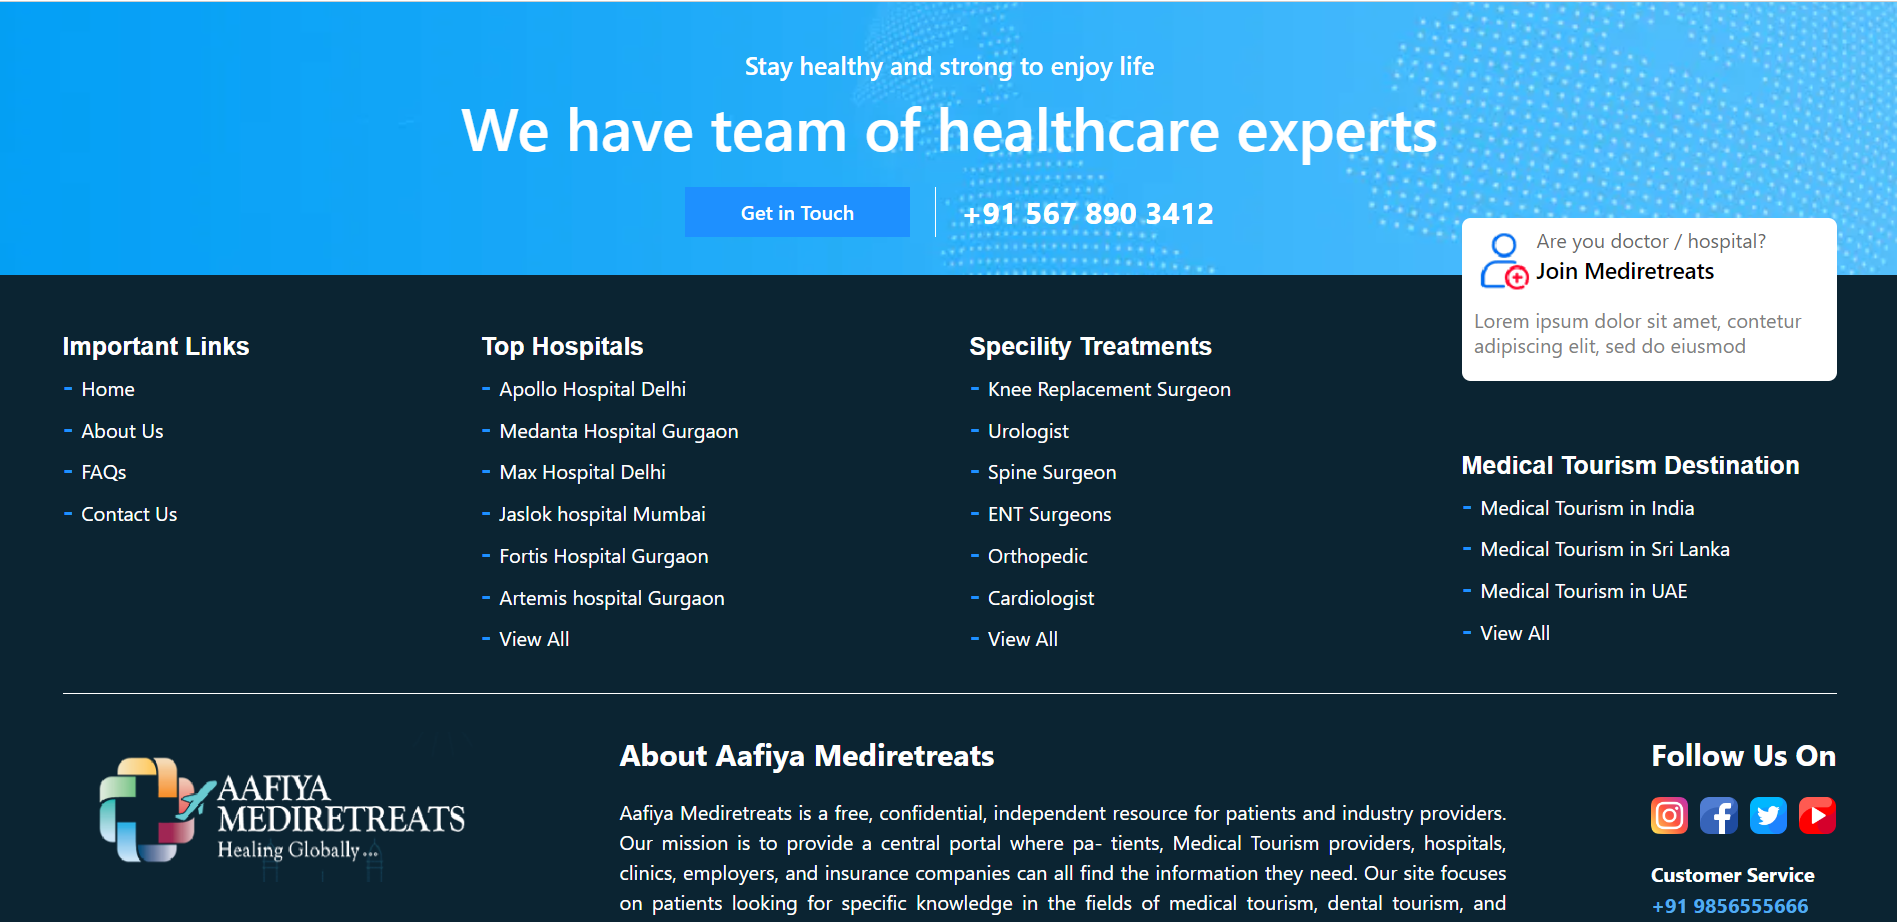 Stay healthy and strong to enjoy life
We have team of healthcare experts
Get in Touch
+91 567 890 3412
Are you doctor / hospital?
Join Mediretreats
Lorem ipsum dolor sit amet, contetur
adipiscing elit, sed do eiusmod
Important Links
- Home
- About Us
- FAQs
- Contact Us
Top Hospitals
- Apollo Hospital Delhi
- Medanta Hospital Gurgaon
- Max Hospital Delhi
- Jaslok hospital Mumbai
- Fortis Hospital Gurgaon
- Artemis hospital Gurgaon
- View All
Specility Treatments
- Knee Replacement Surgeon
- Urologist
- Spine Surgeon
- ENT Surgeons
- Orthopedic
- Cardiologist
- View All
Medical Tourism Destination
- Medical Tourism in India
- Medical Tourism in Sri Lanka
- Medical Tourism in UAE
- View All
AAFIYA
MEDIRETREATS
Healing Globally...
About Aafiya Mediretreats
Aafiya Mediretreats is a free, confidential, independent resource for patients and industry providers.
Our mission is to provide a central portal where pa- tients, Medical Tourism providers, hospitals,
clinics, employers, and insurance companies can all find the information they need. Our site focuses
on patients looking for specific knowledge in the fields of medical tourism, dental tourism, and
Follow Us On
Customer Service
+91 9856555666